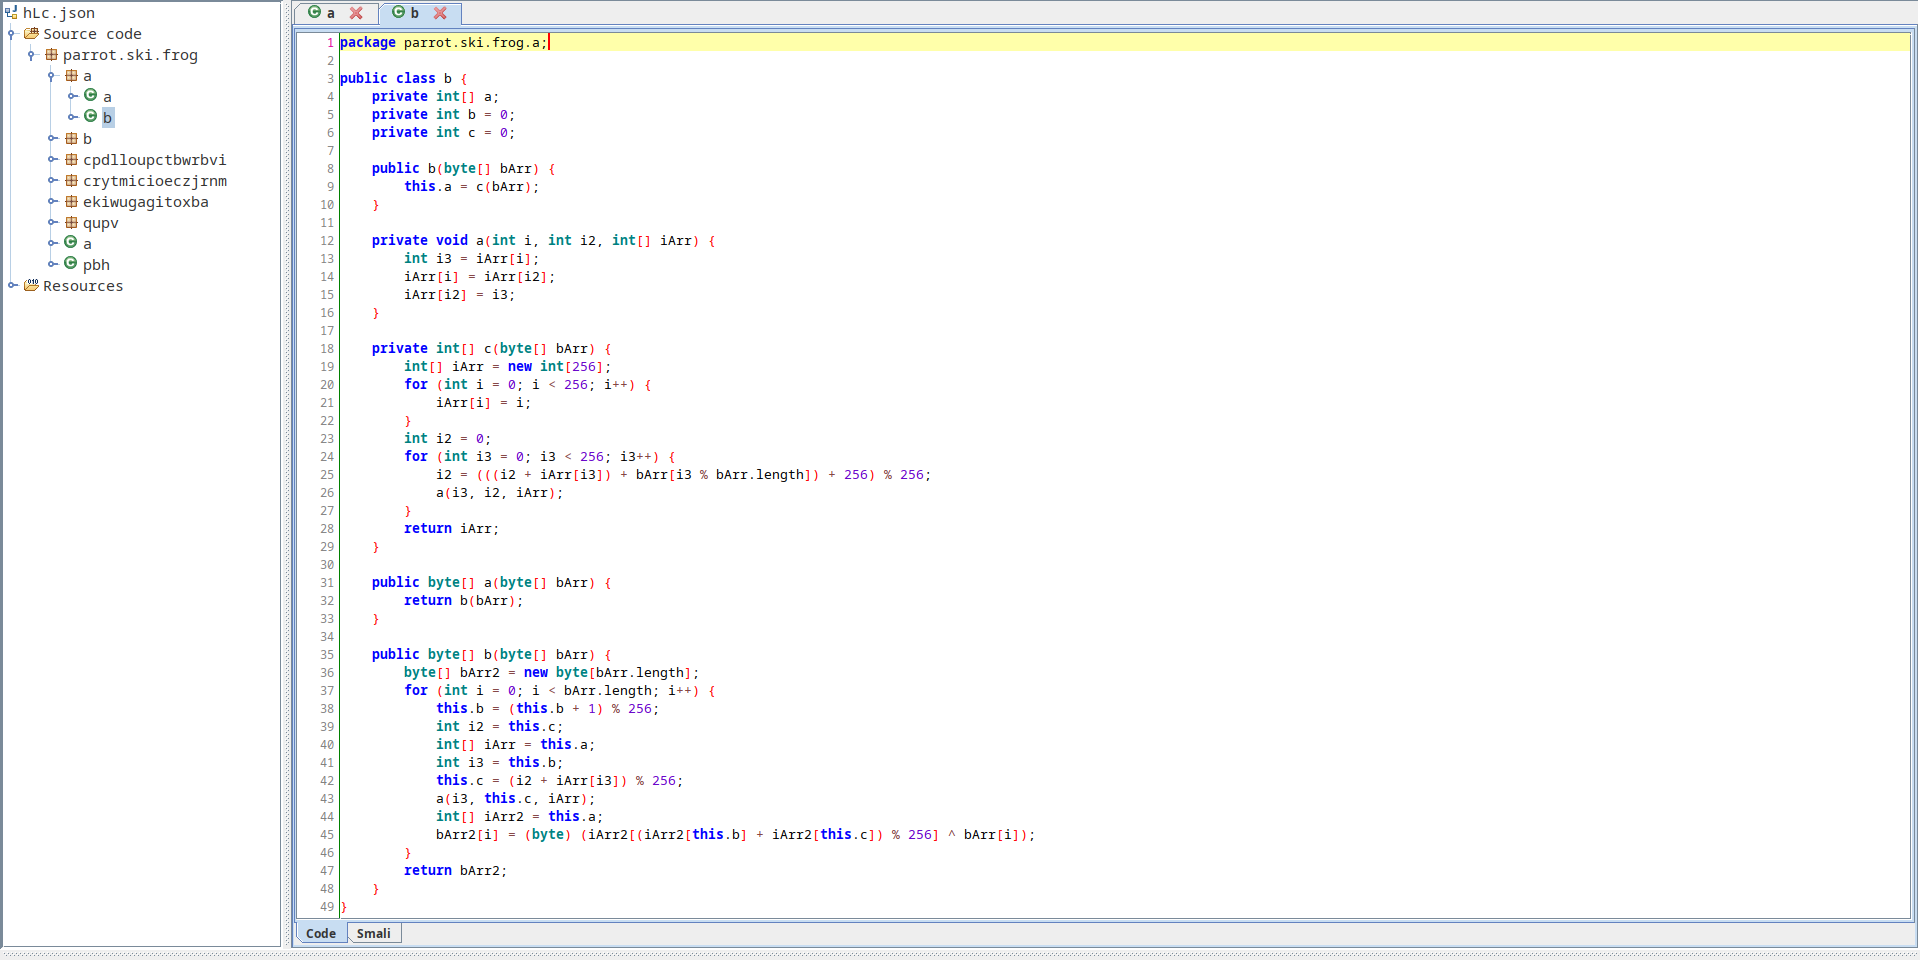 hLc.json
Source code
parrot.ski.frog
a
a
b
b
cpdlloupctbwrbvi
crytmicioeczjrnm
ekiwugagitoxba
qupv
a
pbh
Resources
a b
1 package parrot.ski.frog.a;
2
3 public class b {
4     private int[] a;
5     private int b = 0;
6     private int c = 0;
7
8     public b(byte[] bArr) {
9         this.a = c(bArr);
10     }
11
12     private void a(int i, int i2, int[] iArr) {
13         int i3 = iArr[i];
14         iArr[i] = iArr[i2];
15         iArr[i2] = i3;
16     }
17
18     private int[] c(byte[] bArr) {
19         int[] iArr = new int[256];
20         for (int i = 0; i < 256; i++) {
21             iArr[i] = i;
22         }
23         int i2 = 0;
24         for (int i3 = 0; i3 < 256; i3++) {
25             i2 = (((i2 + iArr[i3]) + bArr[i3 % bArr.length]) + 256) % 256;
26             a(i3, i2, iArr);
27         }
28         return iArr;
29     }
30
31     public byte[] a(byte[] bArr) {
32         return b(bArr);
33     }
34
35     public byte[] b(byte[] bArr) {
36         byte[] bArr2 = new byte[bArr.length];
37         for (int i = 0; i < bArr.length; i++) {
38             this.b = (this.b + 1) % 256;
39             int i2 = this.c;
40             int[] iArr = this.a;
41             int i3 = this.b;
42             this.c = (i2 + iArr[i3]) % 256;
43             a(i3, this.c, iArr);
44             int[] iArr2 = this.a;
45             bArr2[i] = (byte) (iArr2[(iArr2[this.b] + iArr2[this.c]) % 256] ^ bArr[i]);
46         }
47         return bArr2;
48     }
49 }
Code Smali